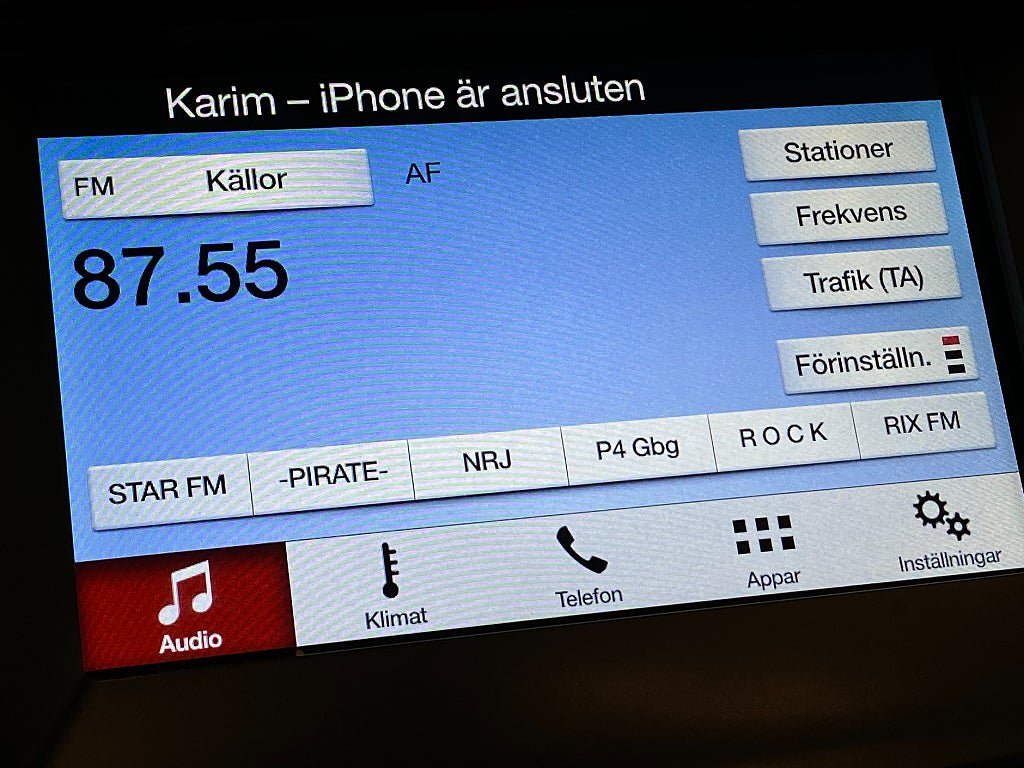 Karim – iPhone är ansluten
FM Källor AF
Stationer
87.55
Frekvens
Trafik (TA)
Förinställn.
STAR FM -PIRATE- NRJ P4 Gbg R O C K RIX FM
Audio Klimat Telefon Appar Inställningar